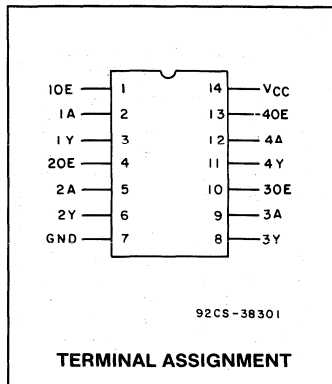 1OE 1 14 VCC
1A 2 13 4OE
1Y 3 12 4A
2OE 4 11 4Y
2A 5 10 3OE
2Y 6 9 3A
GND 7 8 3Y
92CS-38301
TERMINAL ASSIGNMENT